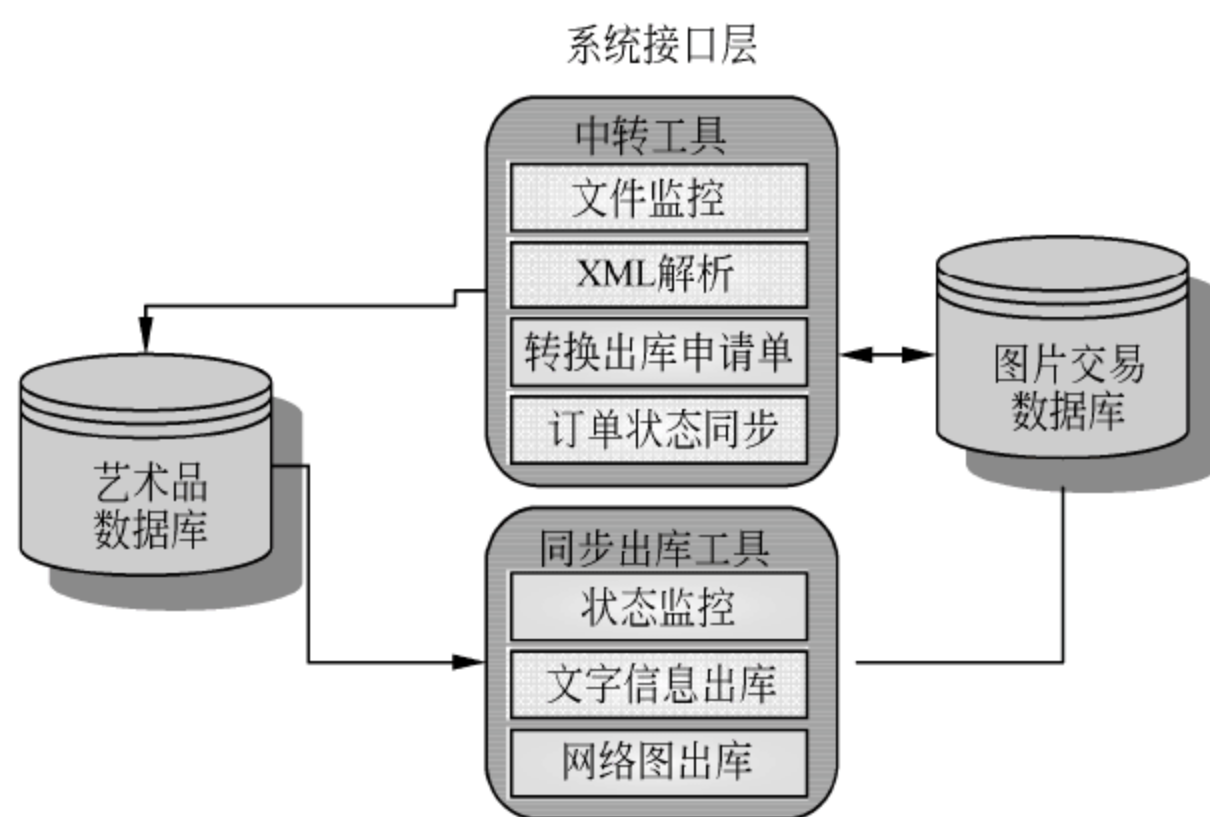 系统接口层
中转工具
文件监控
XML解析
转换出库申请单
订单状态同步
图片交易
数据库
艺术品
数据库
同步出库工具
状态监控
文字信息出库
网络图出库